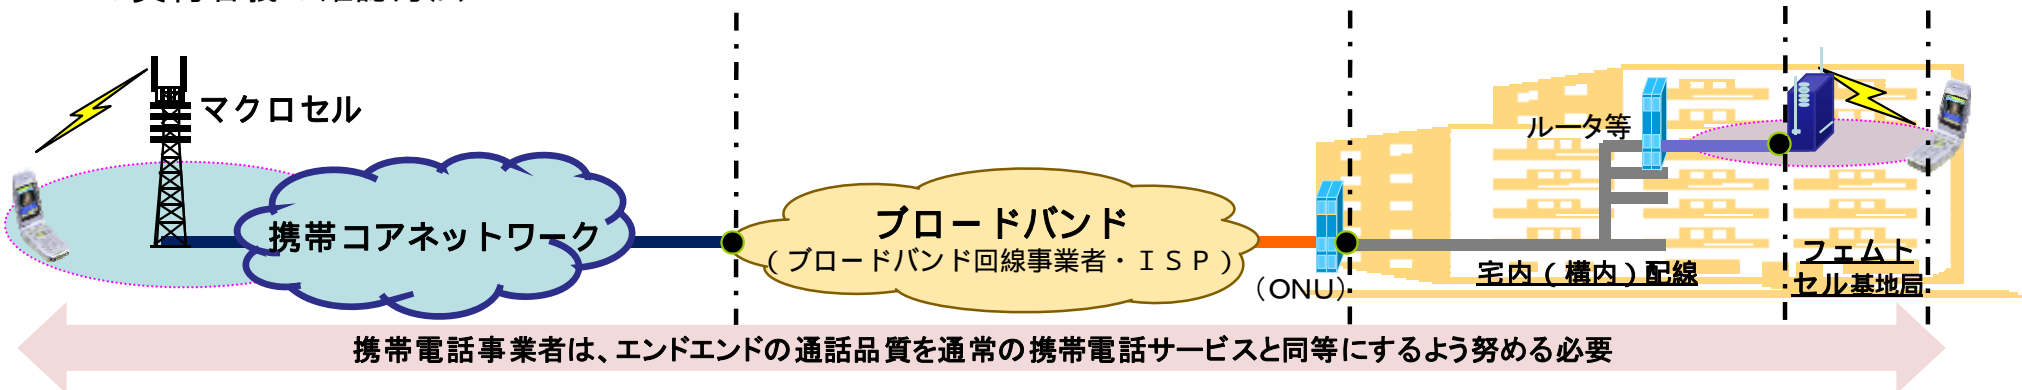 マクロセル
携帯コアネットワーク
ブロードバンド
（ブロードバンド回線事業者・ＩＳＰ）
（ONU）
ルータ等
宅内（構内）配線
フェムト
セル基地局
携帯電話事業者は、エンドエンドの通話品質を通常の携帯電話サービスと同等にするよう努める必要